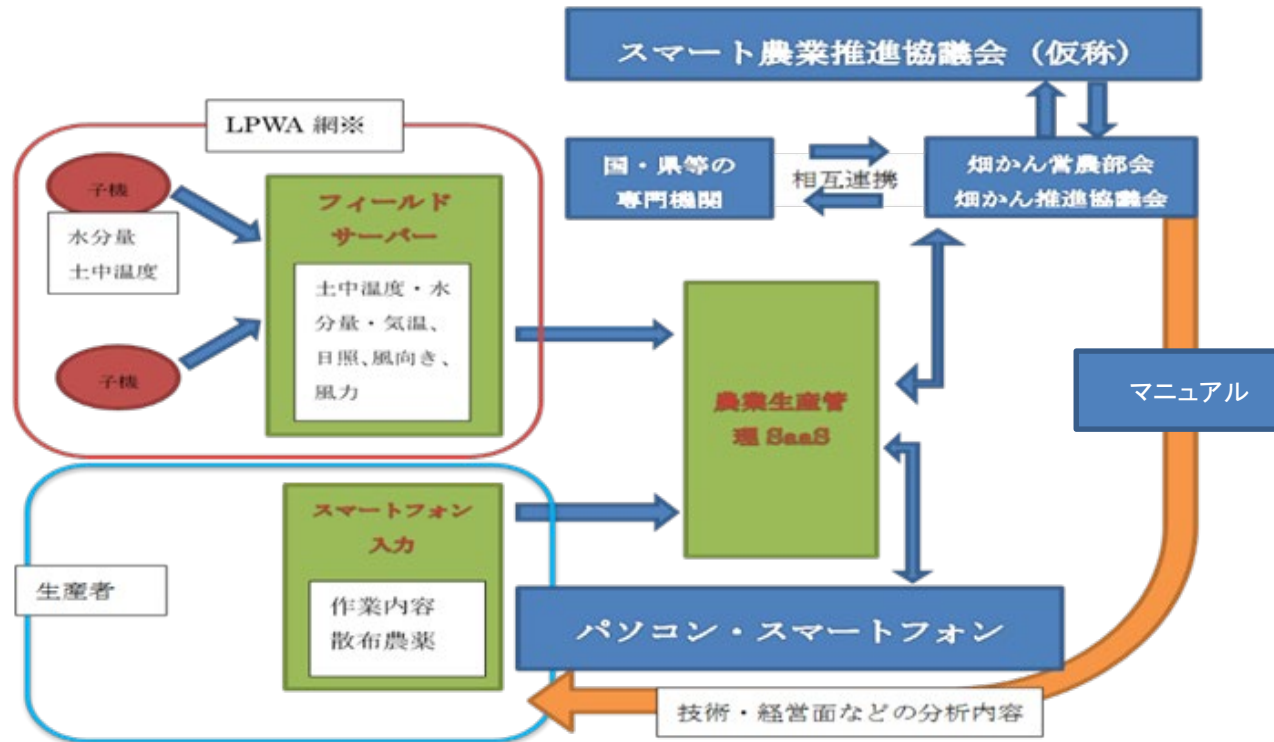 スマート農業推進協議会（仮称）
LPWA 網※
子機
水分量
土中温度
子機
フィールド
サーバー
土中温度・水
分量・気温、
日照、風向き、
風力
国・県等の
専門機関
相互連携
畑かん営農部会
畑かん推進協議会
農業生産管
理 SaaS
マニュアル
生産者
スマートフォン
入力
作業内容
散布農薬
パソコン・スマートフォン
技術・経営面などの分析内容